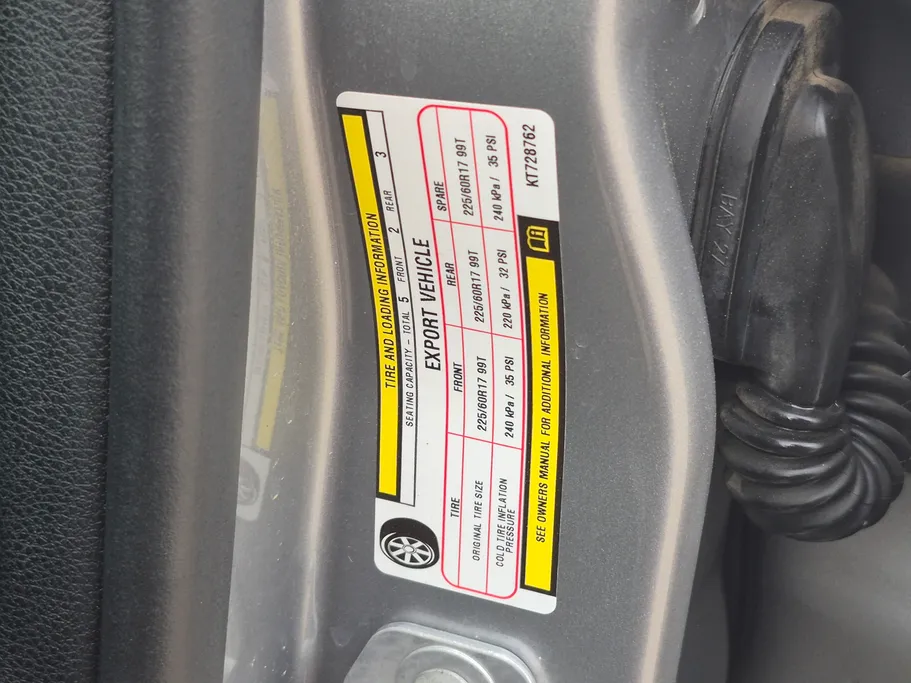 TIRE AND LOADING INFORMATION
SEATING CAPACITY - TOTAL 5 FRONT 2 REAR 3
EXPORT VEHICLE
TIRE FRONT REAR SPARE
ORIGINAL TIRE SIZE 225/60R17 99T 225/60R17 99T 225/60R17 99T
COLD TIRE INFLATION
PRESSURE 240 kPa / 35 PSI 220 kPa / 32 PSI 240 kPa / 35 PSI
SEE OWNERS MANUAL FOR ADDITIONAL INFORMATION
KT728762